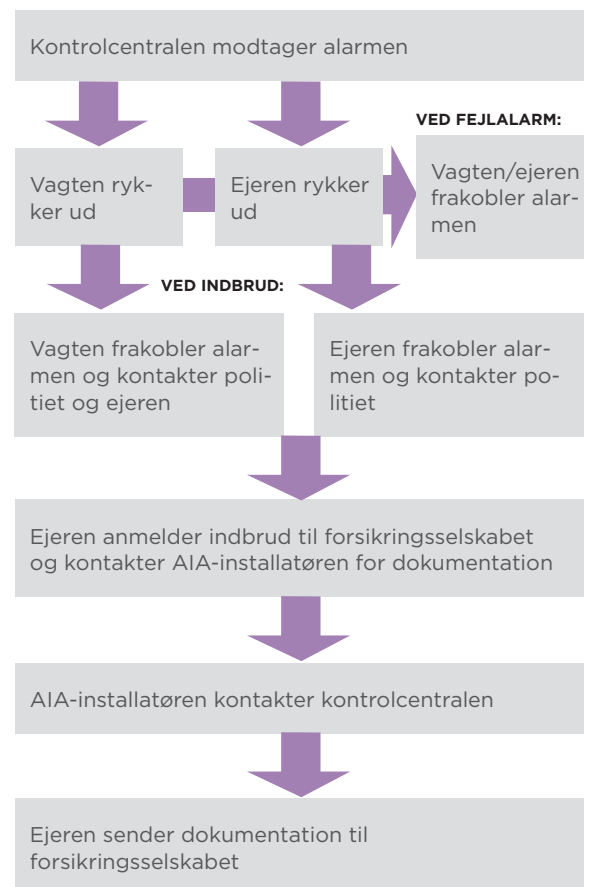 Kontrolcentralen modtager alarmen
VED FEJLALARM:
Vagten ryk-
ker ud
Ejeren rykker
ud
Vagten/ejeren
frakobler alar-
men
VED INDBRUD:
Vagten frakobler alar-
men og kontakter poli-
tiet og ejeren
Ejeren frakobler alar-
men og kontakter po-
litiet
Ejeren anmelder indbrud til forsikringsselskabet
og kontakter AIA-installatøren for dokumentation
AIA-installatøren kontakter kontrolcentralen
Ejeren sender dokumentation til
forsikringsselskabet